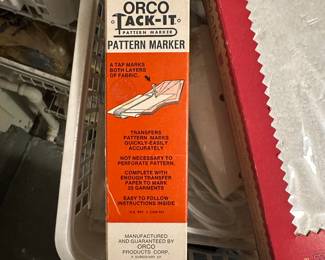 ORCO
TACK-IT
PATTERN MARKER
PATTERN MARKER
A TAP MARKS
BOTH LAYERS
OF FABRIC.
TRANSFERS
PATTERN MARKS
QUICKLY-EASILY
ACCURATELY
NOT NECESSARY TO
PERFORATE PATTERN.
COMPLETE WITH
ENOUGH TRANSFER
PAPER TO MARK
25 GARMENTS
EASY TO FOLLOW
INSTRUCTIONS INSIDE
MANUFACTURED
AND GUARANTEED BY
ORCO
PRODUCTS CORP.
A SUBSIDIARY OF